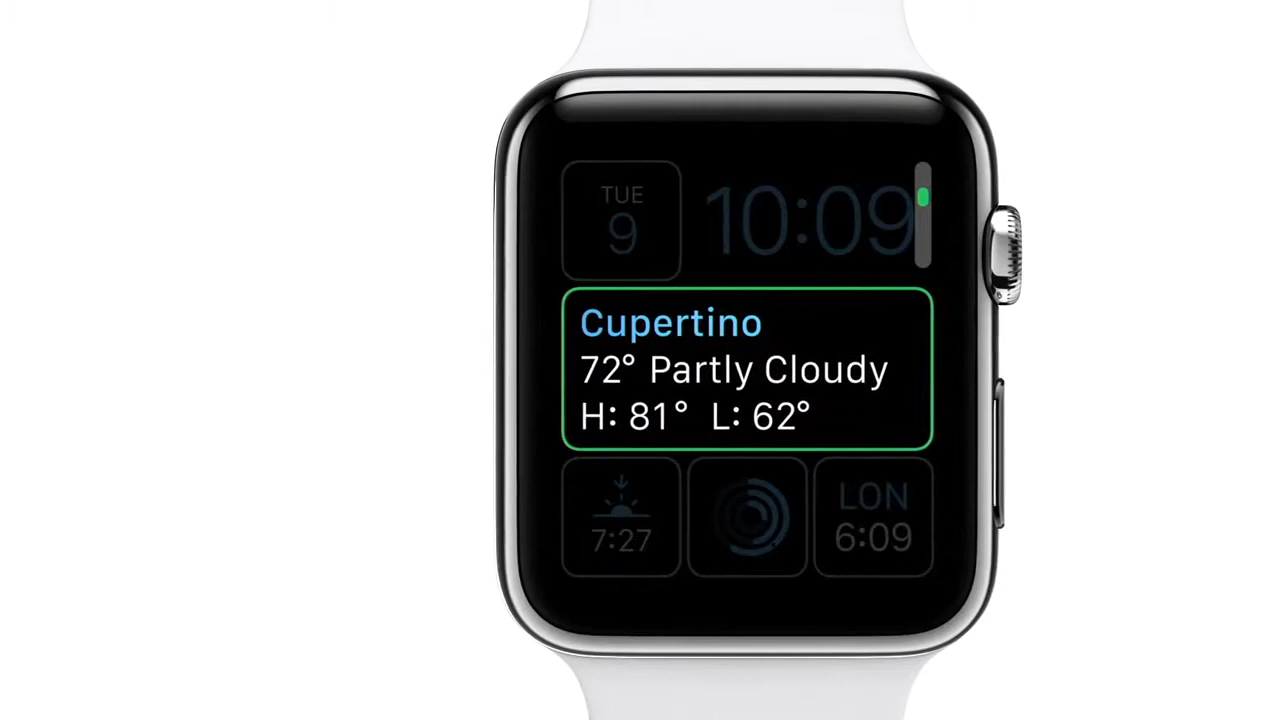 TUE
9
10:09
Cupertino
72° Partly Cloudy
H: 81° L: 62°
7:27
LON
6:09